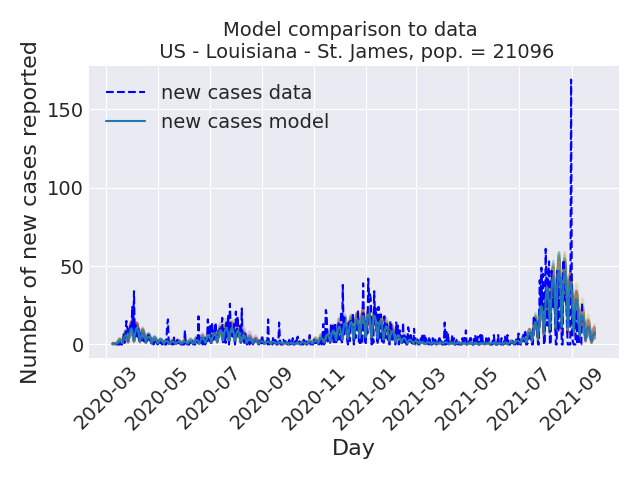 Model comparison to data
US - Louisiana - St. James, pop. = 21096
Number of new cases reported
150
100
50
0
new cases data
new cases model
2020-03
2020-05
2020-07
2020-09
2020-11
2021-01
2021-03
2021-05
2021-07
2021-09
Day